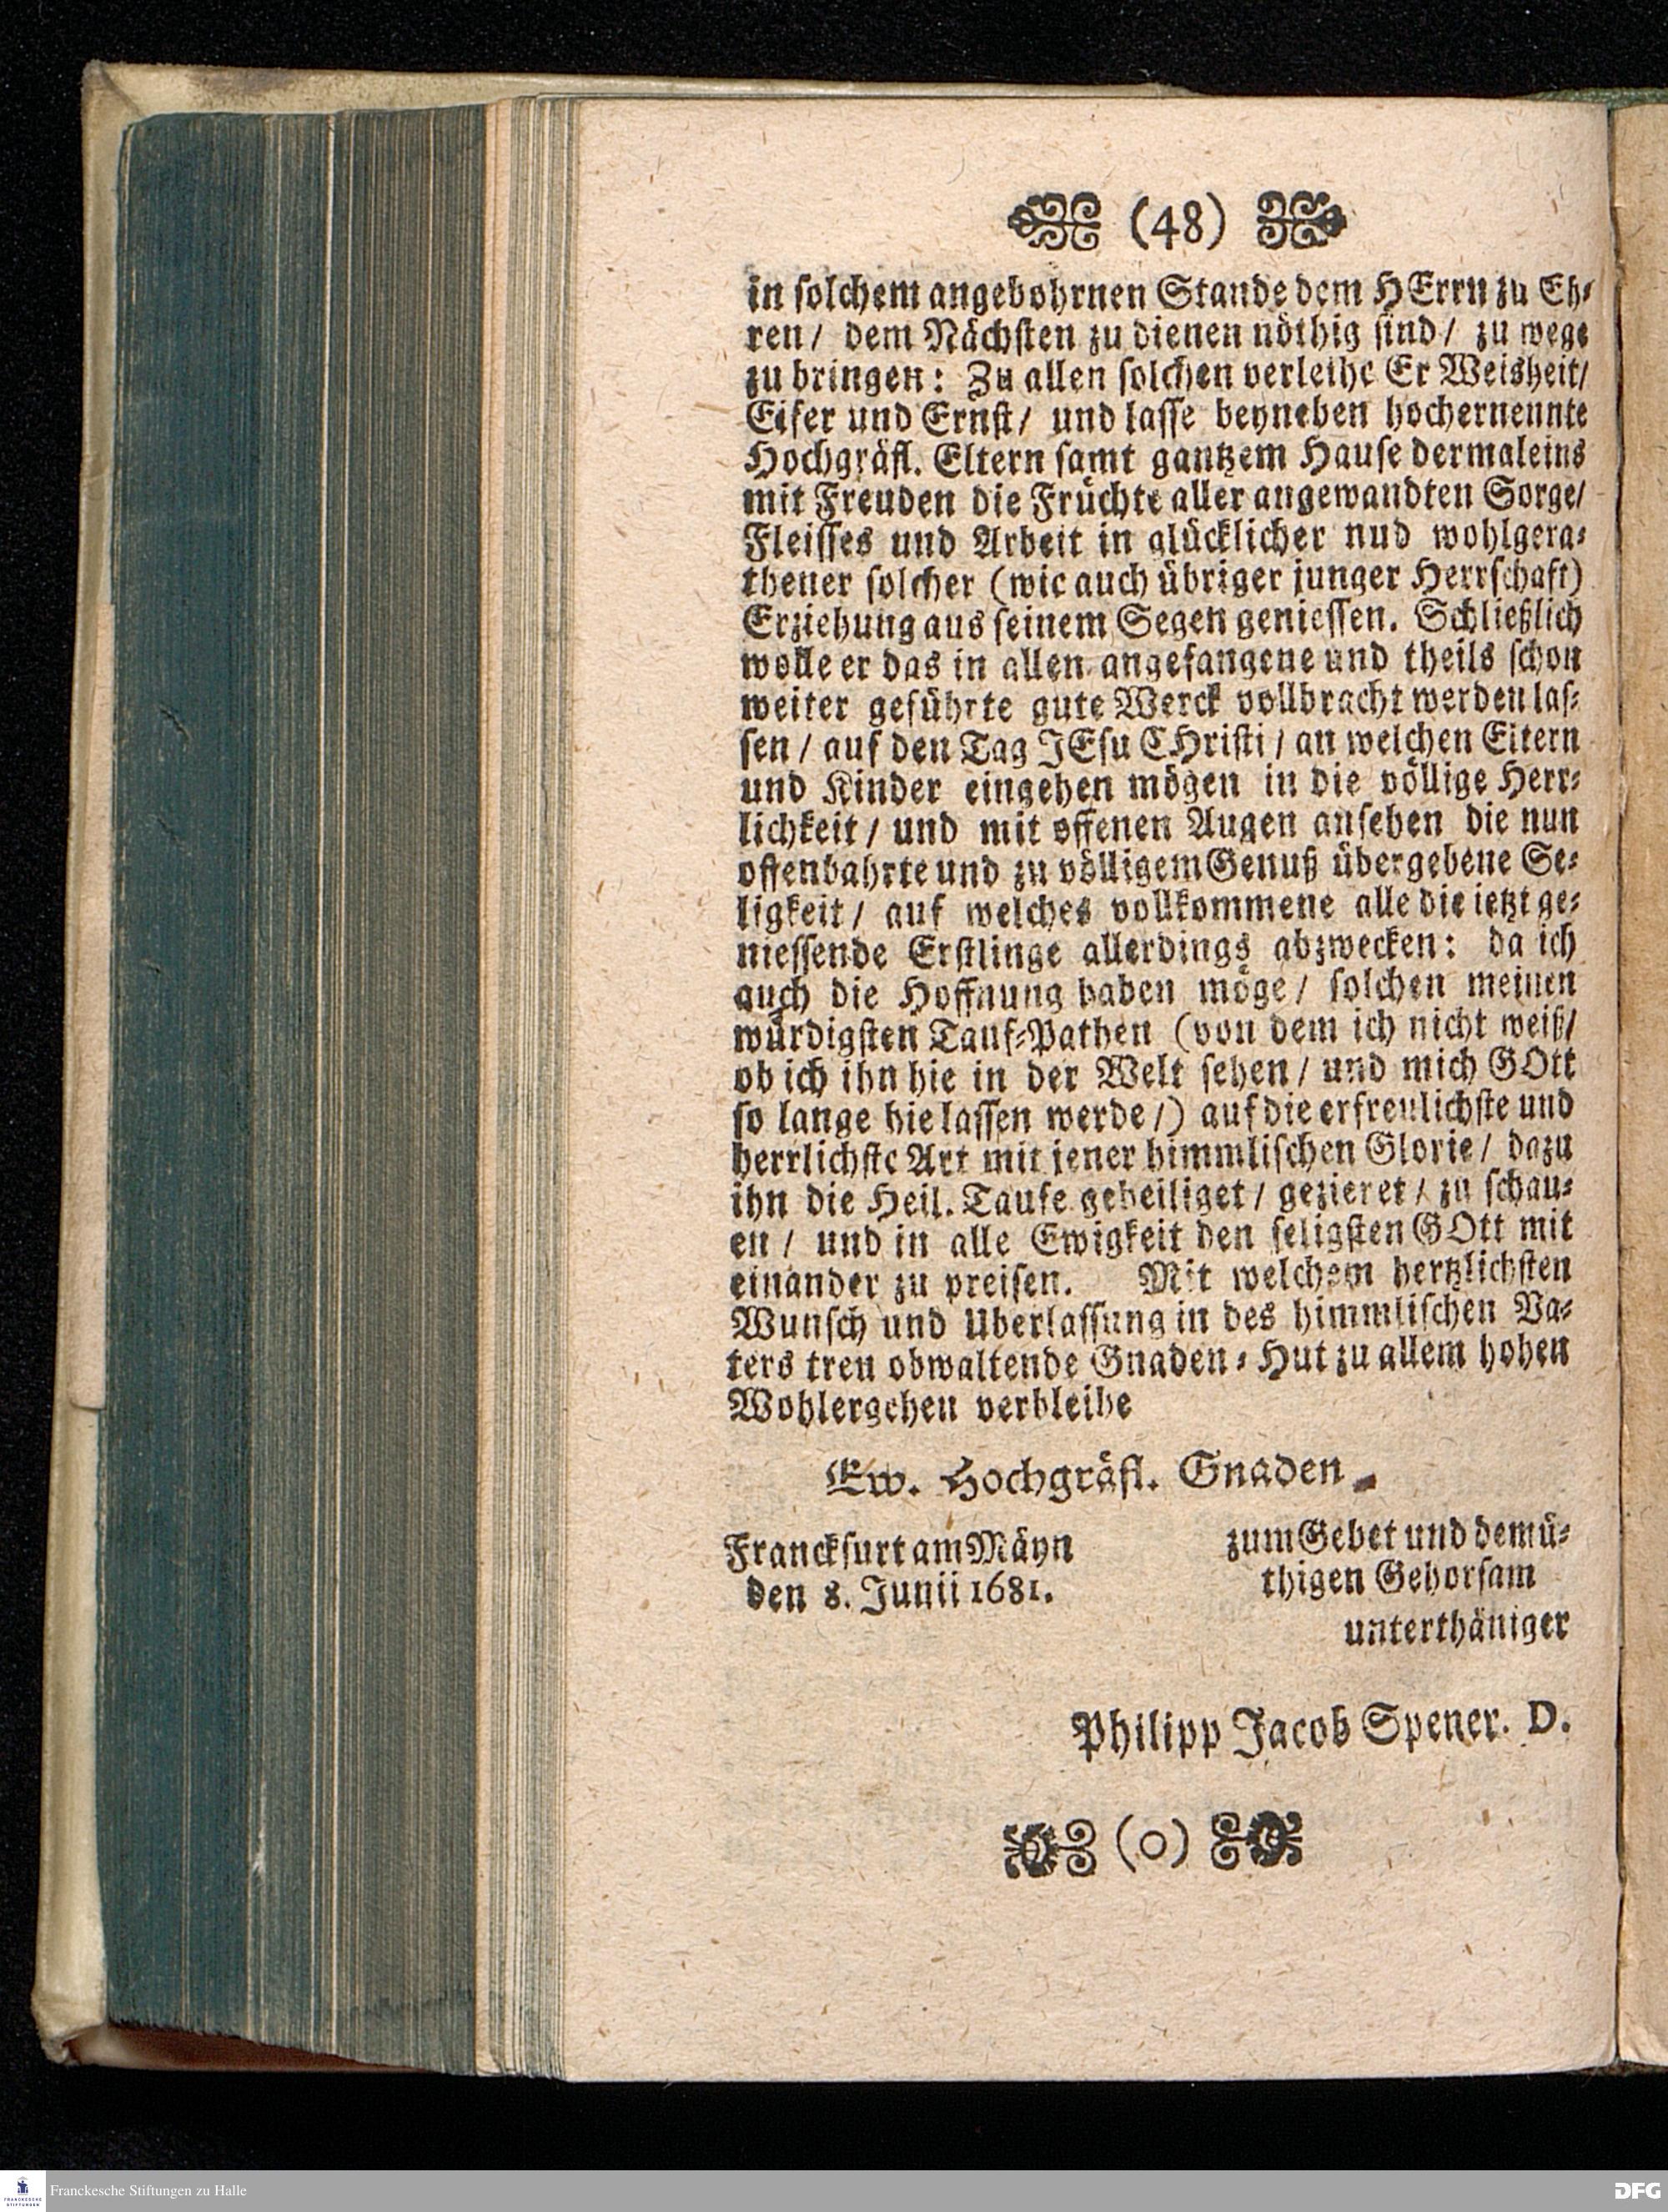 (48)
in solchem angebohrnen Stande dem HErrn zu Eh-
ren / dem Nächsten zu dienen nöthig sind / zu wege
zu bringen: Zu allen solchen verleihe Er Weisheit /
Eifer und Ernst / und lasse beyneben hochernennte
Hochgräfl. Eltern samt gantzem Hause dermaleins
mit Freuden die Früchte aller angewandten Sorge /
Fleisses und Arbeit in glücklicher nud wohlgera-
thener solcher (wie auch übriger junger Herrschaft)
Erziehung aus seinem Segen geniessen. Schließlich
wolle er das in allen angefangene und theils schon
weiter geführte gute Werck vollbracht werden las-
sen / auf den Tag JEsu CHristi / an welchen Eltern
und Kinder eingehen mögen in die völlige Herr-
lichkeit / und mit offenen Augen ansehen die nun
offenbahrte und zu völligem Genuß übergebene Se-
ligkeit / auf welches vollkommene alle die ietzt ge-
niessende Erstlinge allerdings abzwecken: da ich
auch die Hoffnung haben möge / solchen meinen
würdigsten Tauf-Pathen (von dem ich nicht weiß /
ob ich ihn hie in der Welt sehen / und mich GOtt
so lange hie lassen werde /) auf die erfreulichste und
herrlichste Art mit jener himmlischen Glorie / dazu
ihn die Heil. Taufe geheiliget / gezieret / zu schau-
en / und in alle Ewigkeit den seligsten GOtt mit
einander zu preisen. Mit welchem hertzlichsten
Wunsch und Uberlassung in des himmlischen Va-
ters treu obwaltende Gnaden-Hut zu allem hohen
Wohlergehen verbleibe
Ew. Hochgräfl. Gnaden
Franckfurt am Mäyn
den 8. Junii 1681.
zum Gebet und demü-
thigen Gehorsam
unterthäniger
Philipp Jacob Spener. D.
(o)
FRANCKESCHE
STIFTUNGEN
Franckesche Stiftungen zu Halle
DFG